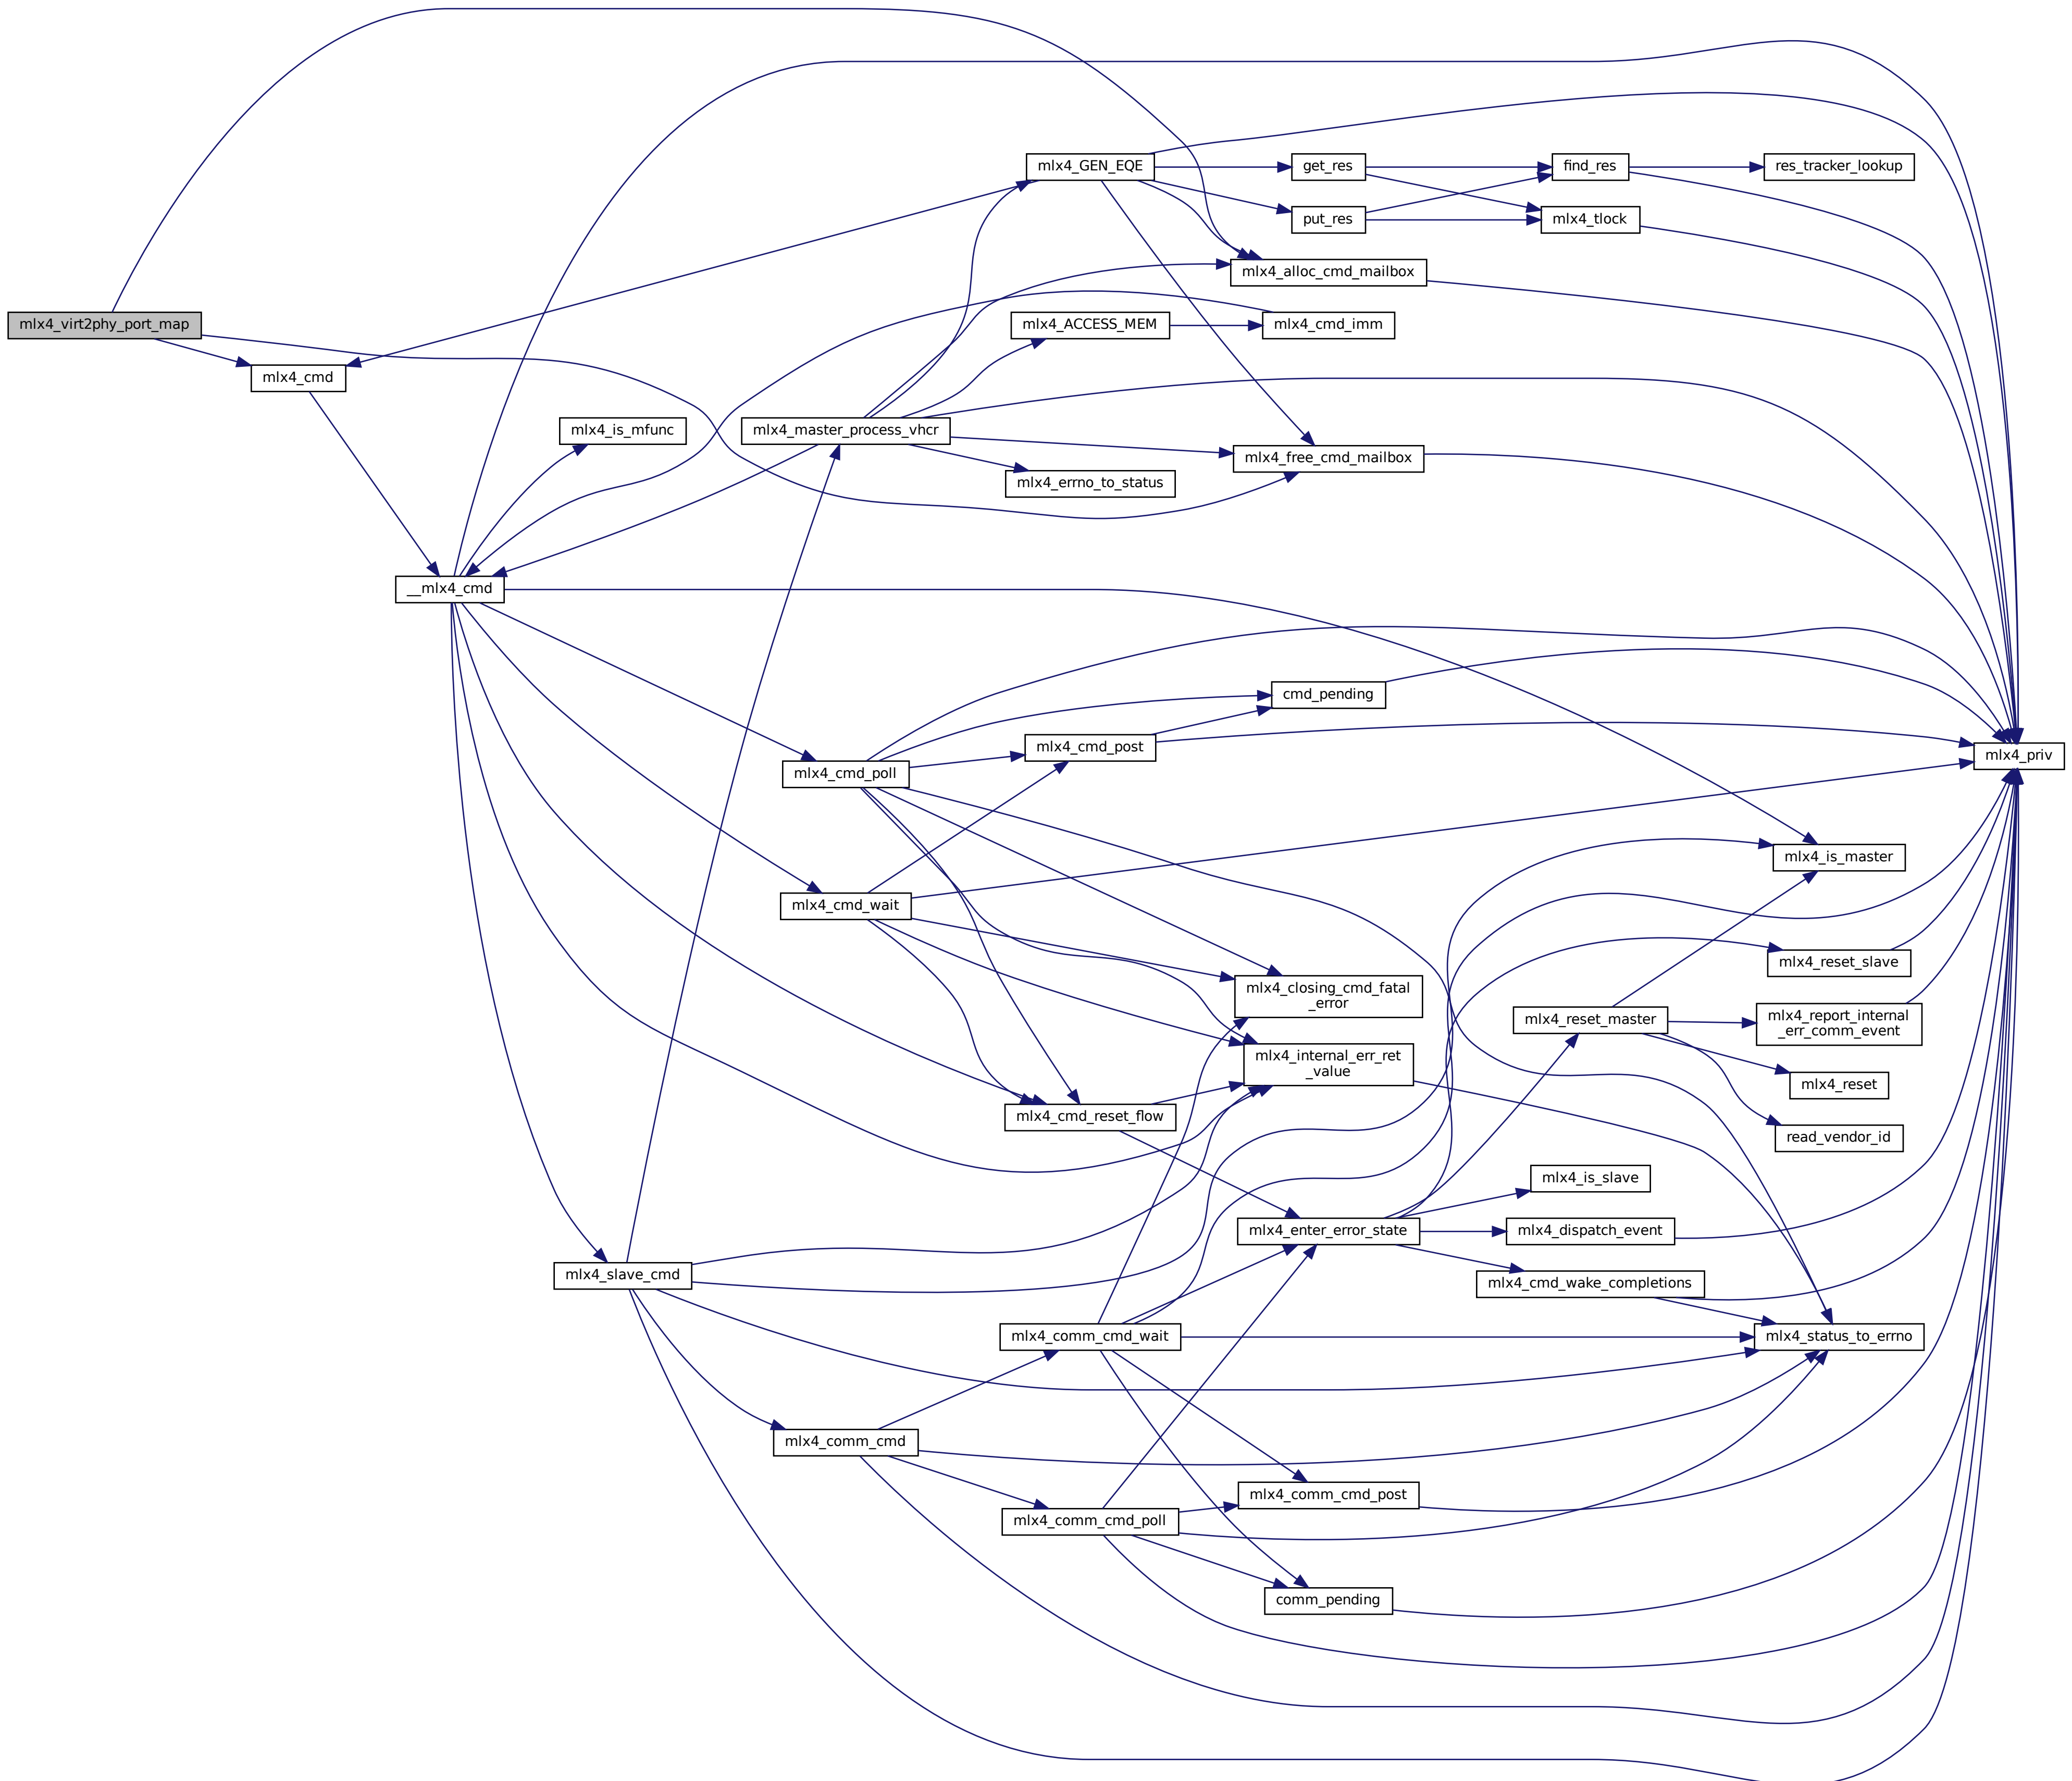 mlx4_virt2phy_port_map
mlx4_cmd
__mlx4_cmd
mlx4_is_mfunc
mlx4_slave_cmd
mlx4_master_process_vhcr
mlx4_cmd_poll
mlx4_cmd_wait
mlx4_comm_cmd
mlx4_GEN_EQE
mlx4_ACCESS_MEM
mlx4_errno_to_status
mlx4_cmd_post
mlx4_cmd_reset_flow
mlx4_comm_cmd_wait
mlx4_comm_cmd_poll
get_res
put_res
mlx4_alloc_cmd_mailbox
mlx4_cmd_imm
mlx4_free_cmd_mailbox
cmd_pending
mlx4_closing_cmd_fatal
_error
mlx4_internal_err_ret
_value
mlx4_enter_error_state
mlx4_comm_cmd_post
comm_pending
find_res
mlx4_tlock
mlx4_reset_master
mlx4_is_slave
mlx4_dispatch_event
mlx4_cmd_wake_completions
res_tracker_lookup
mlx4_is_master
mlx4_reset_slave
mlx4_report_internal
_err_comm_event
mlx4_reset
read_vendor_id
mlx4_status_to_errno
mlx4_priv